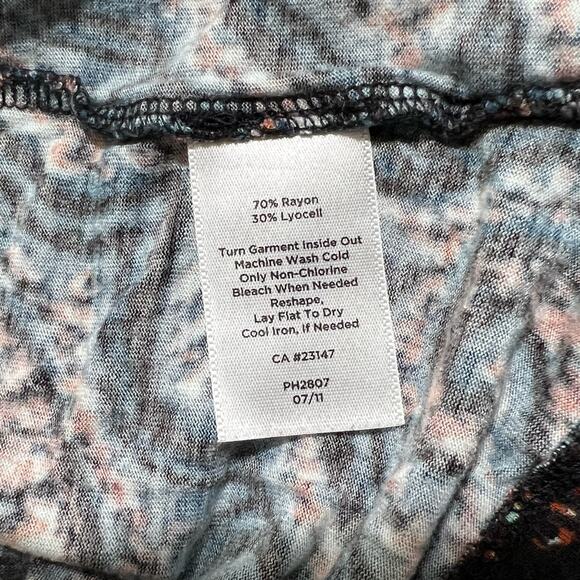 70% Rayon
30% Lyocell
Turn Garment Inside Out
Machine Wash Cold
Only Non-Chlorine
Bleach When Needed
Reshape,
Lay Flat To Dry
Cool Iron, If Needed
CA #23147
PH2807
07/11